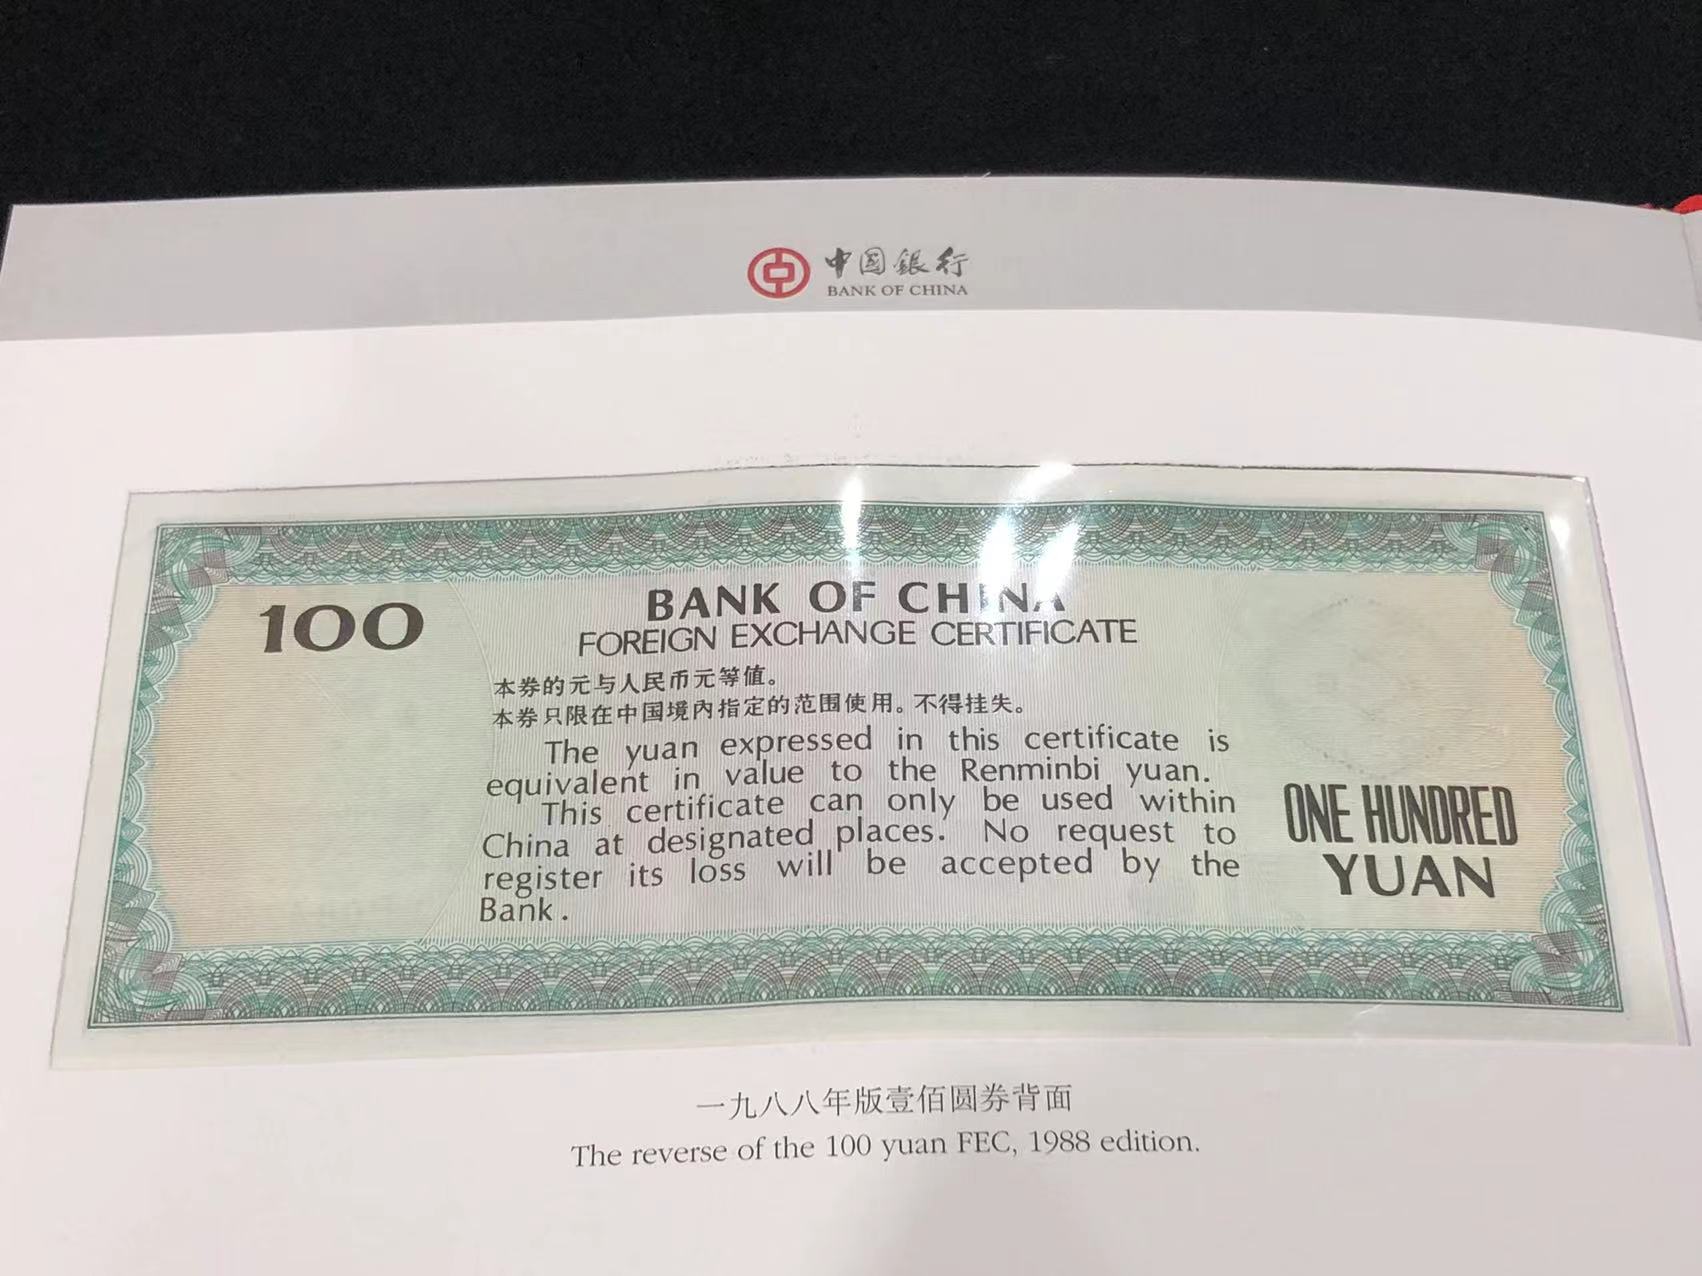 中国銀行
BANK OF CHINA
100
BANK OF CHINA
FOREIGN EXCHANGE CERTIFICATE
本券的元与人民币元等值。
本券只限在中国境内指定的范围使用。不得挂失。
The yuan expressed in this certificate is
equivalent in value to the Renminbi yuan.
This certificate can only be used within
China at designated places. No request to
register its loss will be accepted by the
Bank.
ONE HUNDRED
YUAN
一九八八年版壹佰圆券背面
The reverse of the 100 yuan FEC, 1988 edition.